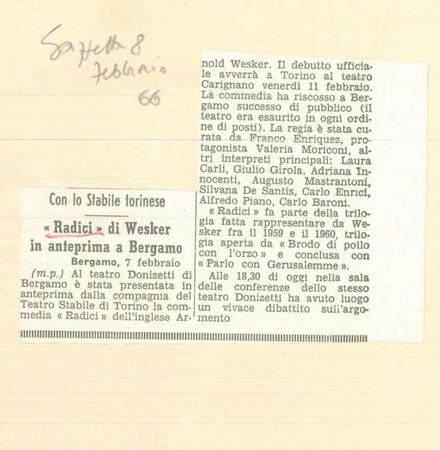 Gazzetta 8
febbraio
66
Con lo Stabile torinese
« Radici » di Wesker
in anteprima a Bergamo
Bergamo, 7 febbraio
(m.p.) Al teatro Donizetti di
Bergamo è stata presentata in
anteprima dalla compagnia del
Teatro Stabile di Torino la com-
media « Radici » dell'inglese Ar-
nold Wesker. Il debutto ufficia-
le avverrà a Torino al teatro
Carignano venerdì 11 febbraio.
La commedia ha riscosso a Ber-
gamo successo di pubblico (il
teatro era esaurito in ogni ord-
ine di posti). La regia è stata cu-
rata da Franco Enriquez, pro-
tagonista Valeria Moriconi, al-
tri interpreti principali: Laura
Carli, Giulio Girola, Adriana In-
nocenti, Augusto Mastrantoni,
Silvana De Santis, Carlo Enrici,
Alfredo Piano, Carlo Baroni.
« Radici » fa parte della trilo-
gia fatta rappresentare da We-
sker fra il 1959 e il 1960, trilo-
gia aperta da « Brodo di pollo
con l'orzo » e conclusa con
« Parlo con Gerusalemme ».
Alle 18,30 di oggi nella sala
delle conferenze dello stesso
teatro Donizetti ha avuto luogo
un vivace dibattito sull'argo-
mento